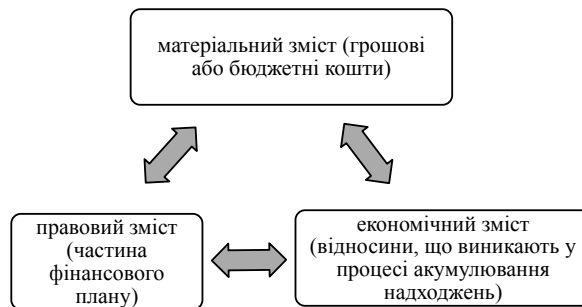 матеріальний зміст (грошові
або бюджетні кошти)
правовий зміст
(частина
фінансового
плану)
економічний зміст
(відносини, що виникають у
процесі акумулювання
надходжень)